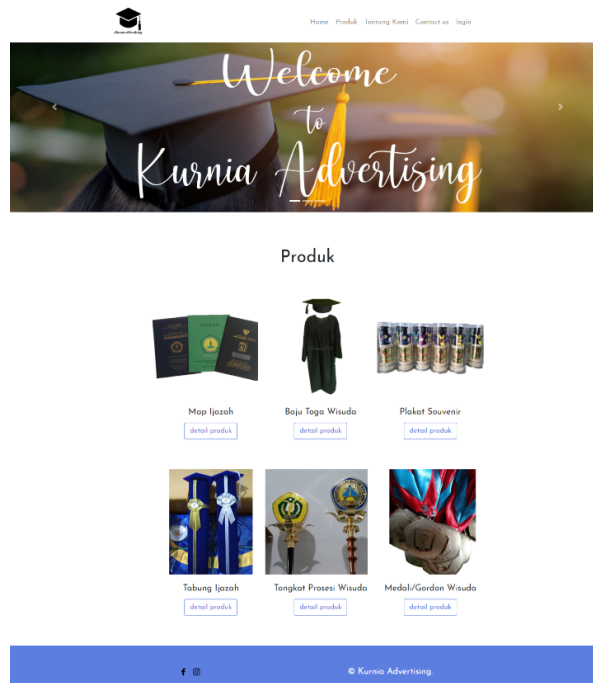 Home Produk Tentang Kami Contact us login
Welcome
To
Kurnia Advertising
Produk
Map Ijazah Baju Toga Wisuda Plakat Souvenir
detail produk detail produk detail produk
Tabung Ijazah Tongkat Prosesi Wisuda Medali/Gordon Wisuda
detail produk detail produk detail produk
© Kurnia Advertising.